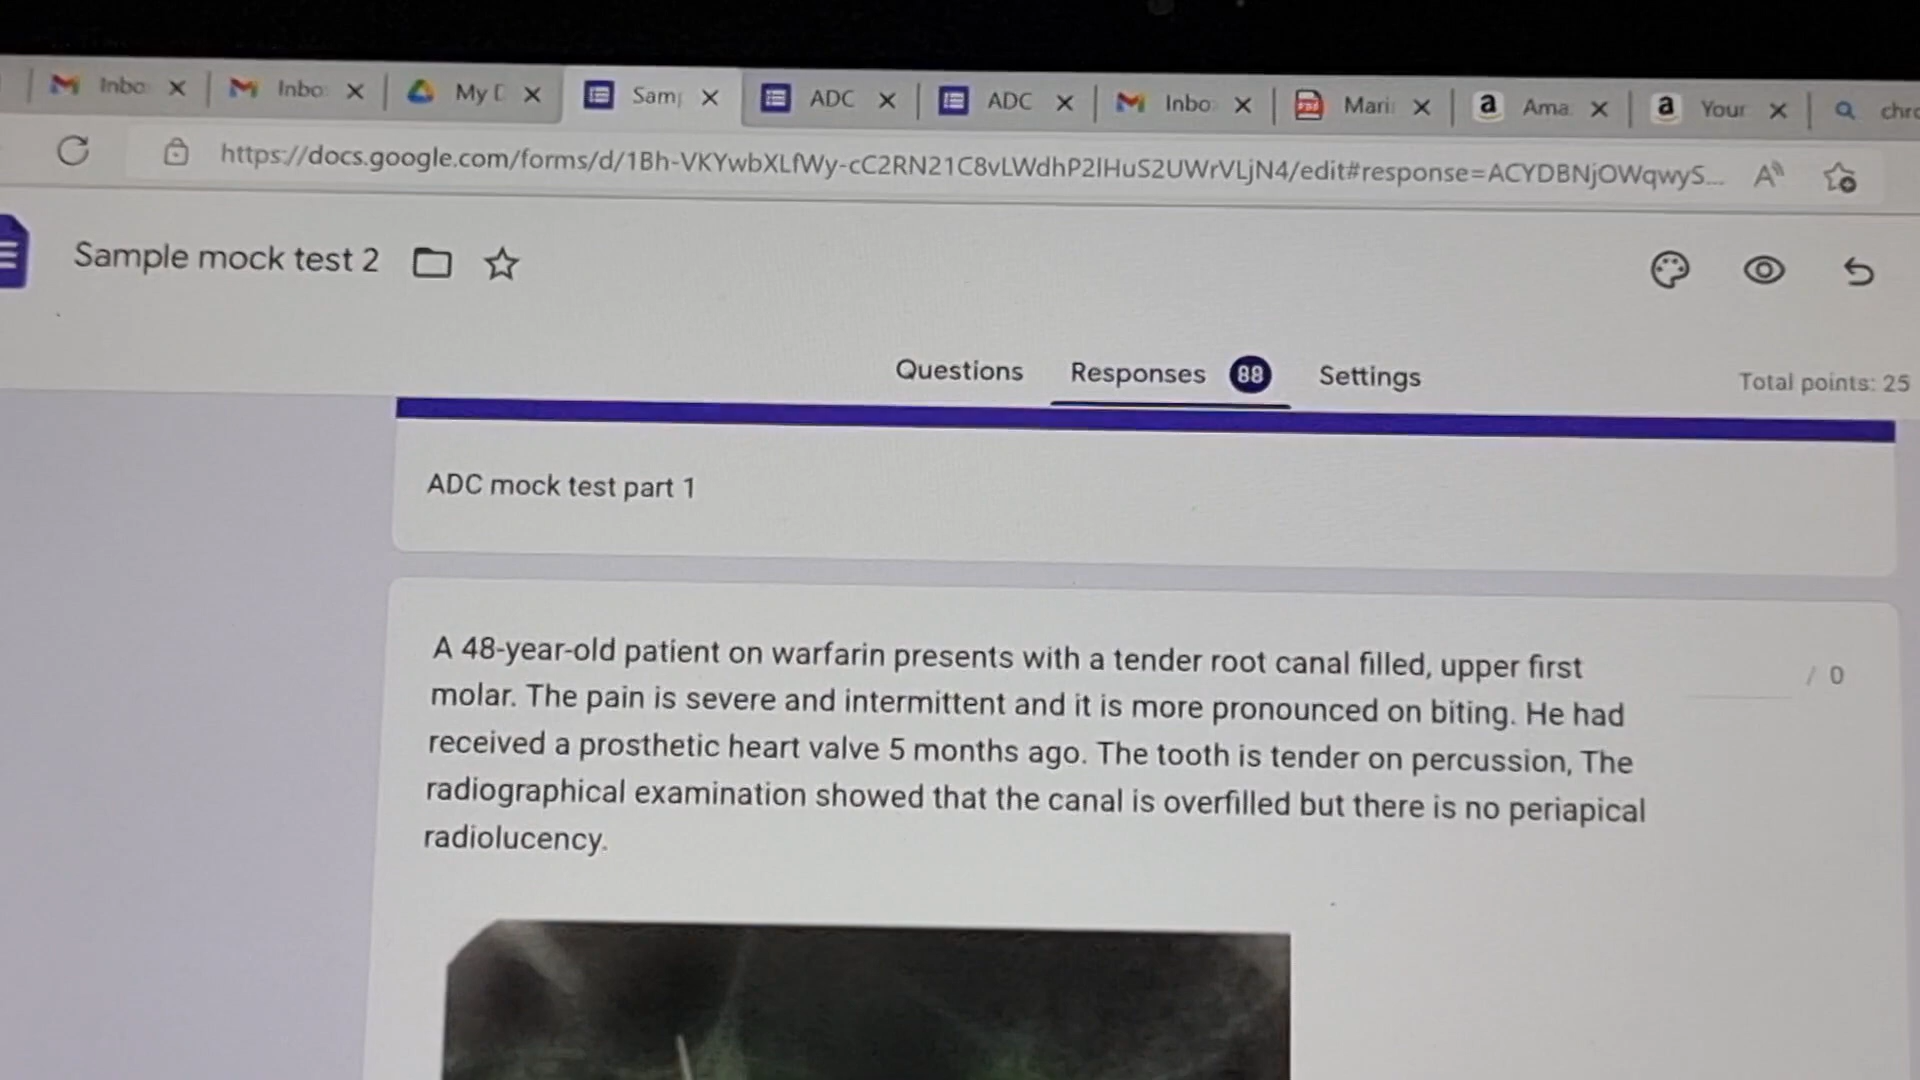 Inbo
Inbo
My D
Sam
ADC
ADC
Inbo
Mari
Ama
Your
chro
https://docs.google.com/forms/d/1Bh-VKYwbXLfWy-cC2RN21C8vLWdhP2lHuS2UWrVLjN4/edit#response=ACYDBNjOWqwyS...
Sample mock test 2
Questions Responses 88 Settings
Total points: 25
ADC mock test part 1
A 48-year-old patient on warfarin presents with a tender root canal filled, upper first
/ 0
molar. The pain is severe and intermittent and it is more pronounced on biting. He had
received a prosthetic heart valve 5 months ago. The tooth is tender on percussion, The
radiographical examination showed that the canal is overfilled but there is no periapical
radiolucency.